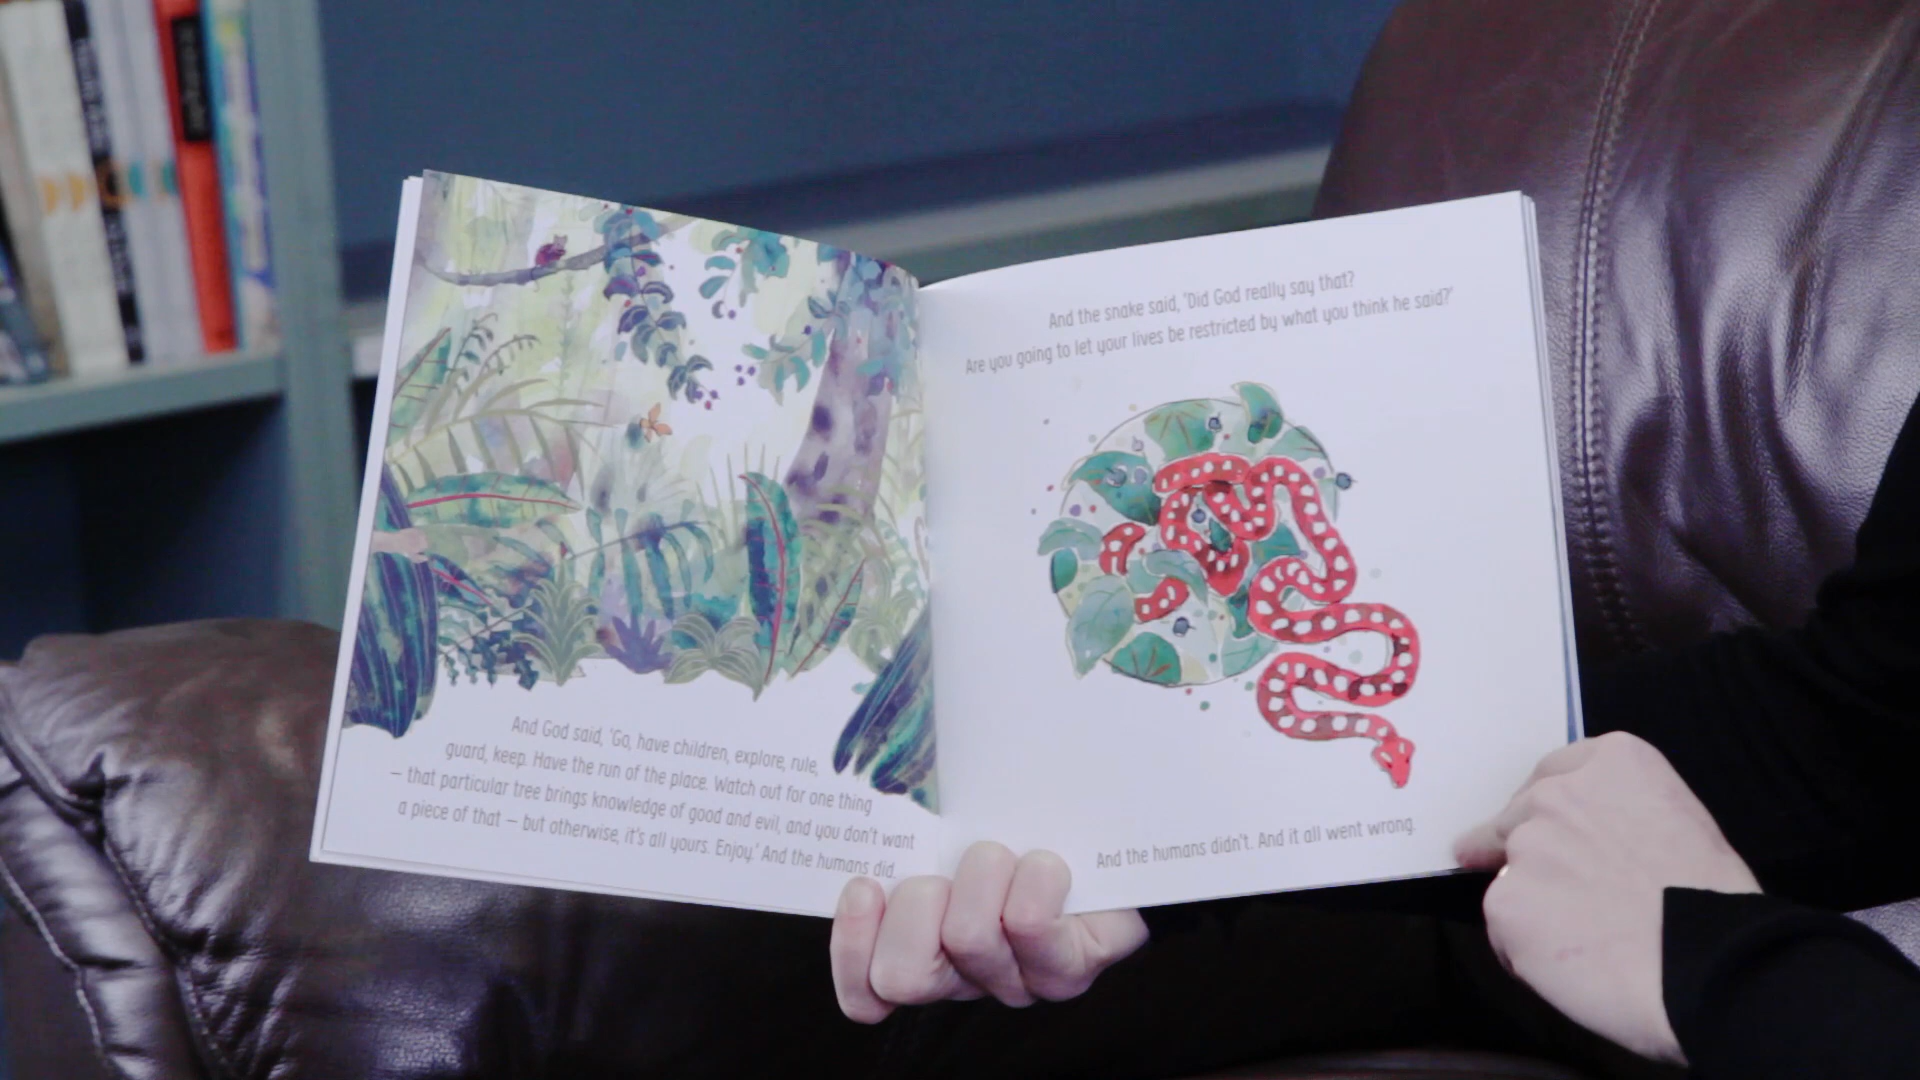 And God said, 'Go, have children, explore, rule,
guard, keep. Have the run of the place. Watch out for one thing
– that particular tree brings knowledge of good and evil, and you don't want
a piece of that – but otherwise, it's all yours. Enjoy.' And the humans did.
And the snake said, 'Did God really say that?
Are you going to let your lives be restricted by what you think he said?'
And the humans didn't. And it all went wrong.